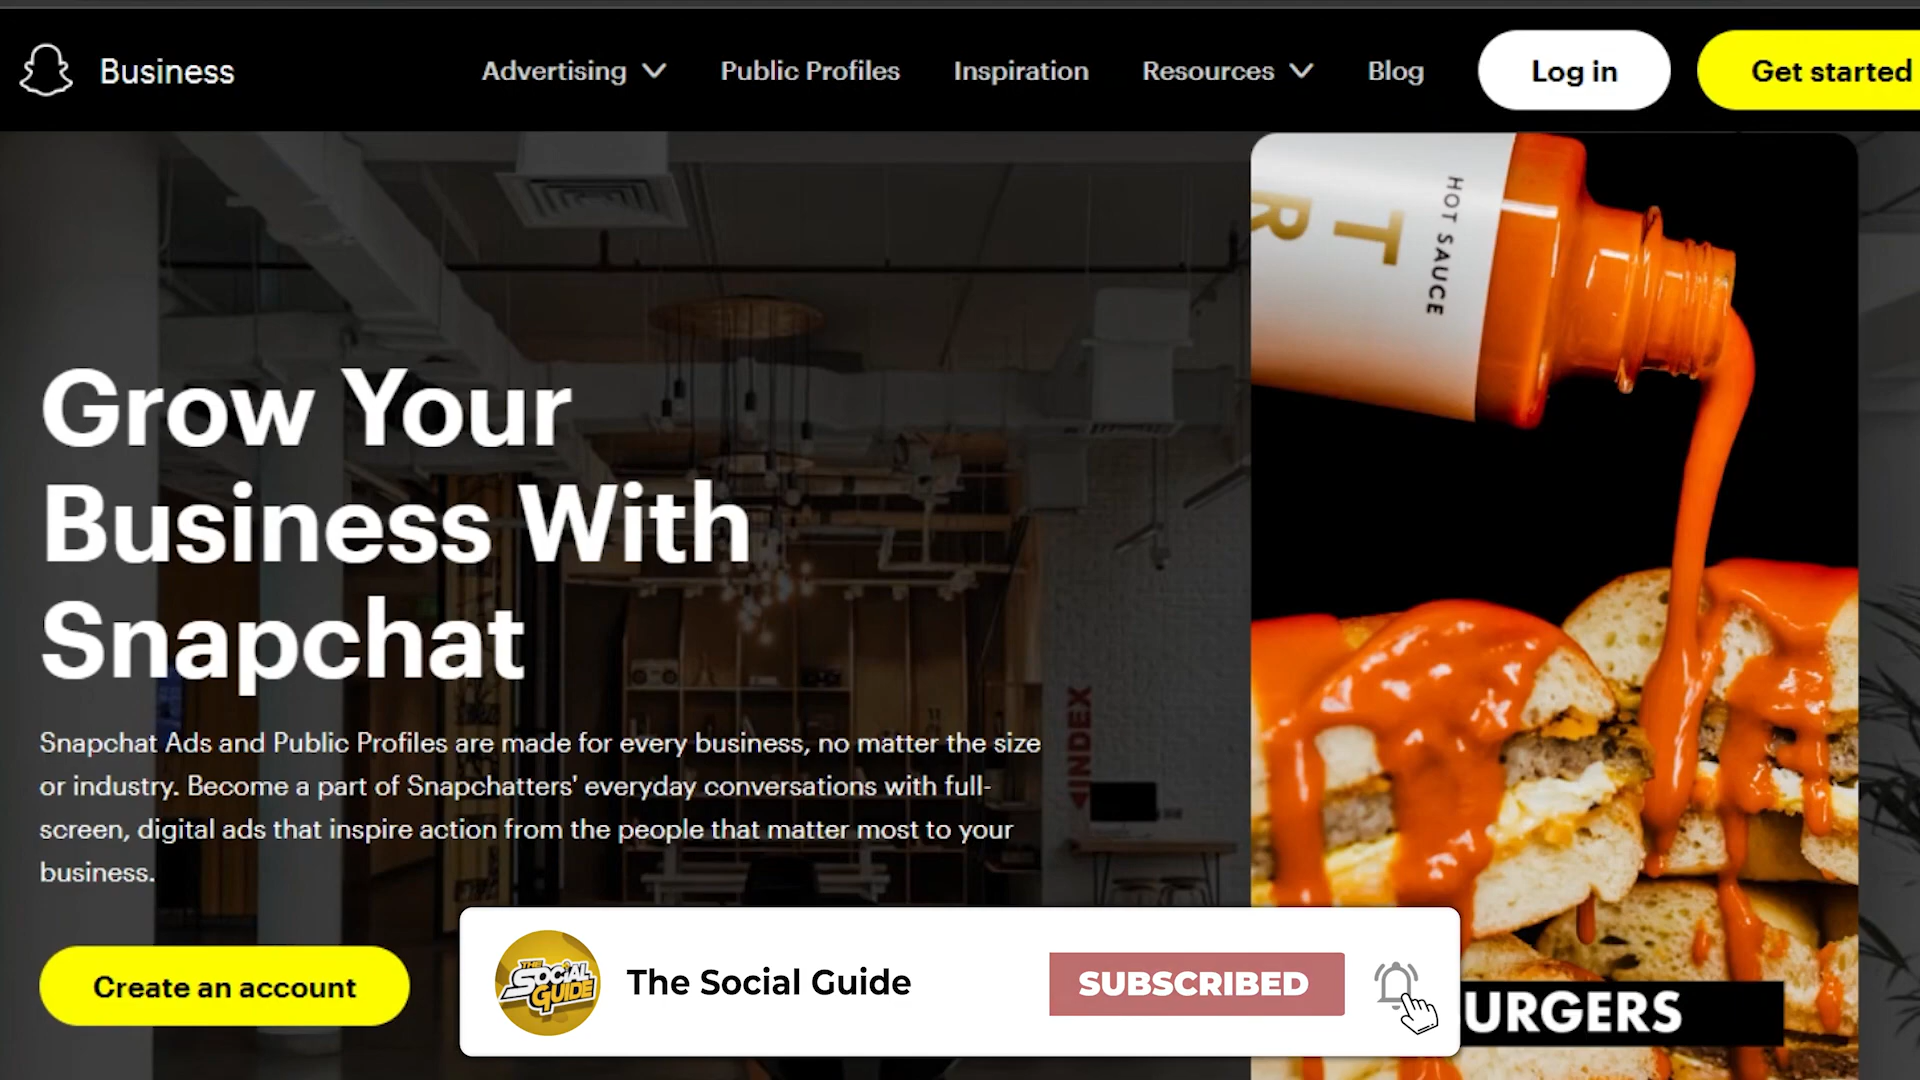 Business
Advertising
Public Profiles
Inspiration
Resources
Blog
Log in
Get started
HOT SAUCE
T
R
Grow Your
Business With
Snapchat
Snapchat Ads and Public Profiles are made for every business, no matter the size
or industry. Become a part of Snapchatters' everyday conversations with full-
screen, digital ads that inspire action from the people that matter most to your
business.
INDEX
Create an account
THE
SOCIAL
GUIDE
The Social Guide
SUBSCRIBED
URGERS